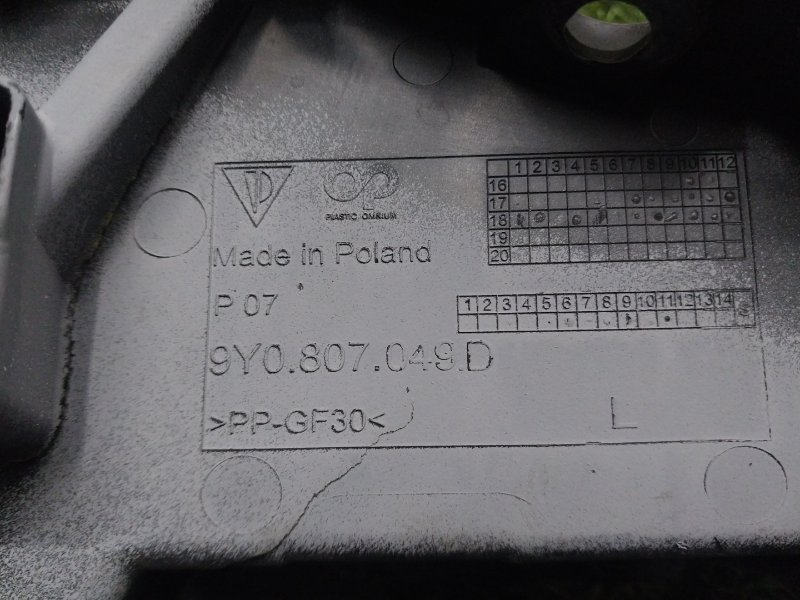 PLASTIC OMNIUM
Made in Poland
P 07
9Y0.807.049.D
>PP-GF30<
L
1 2 3 4 5 6 7 8 9 10 11 12
16
17
18
19
20
1 2 3 4 5 6 7 8 9 10 11 12 13 14